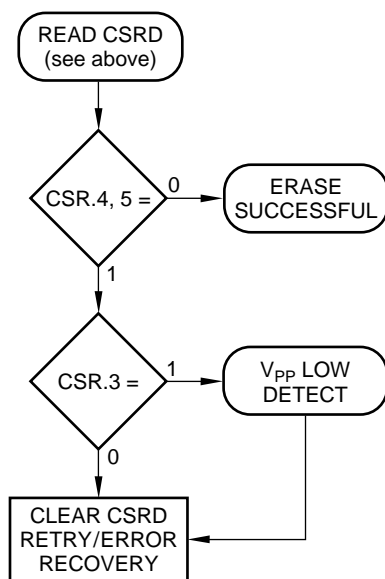 READ CSRD
(see above)
CSR.4, 5 =
0
ERASE
SUCCESSFUL
1
CSR.3 =
1
VPP LOW
DETECT
0
CLEAR CSRD
RETRY/ERROR
RECOVERY